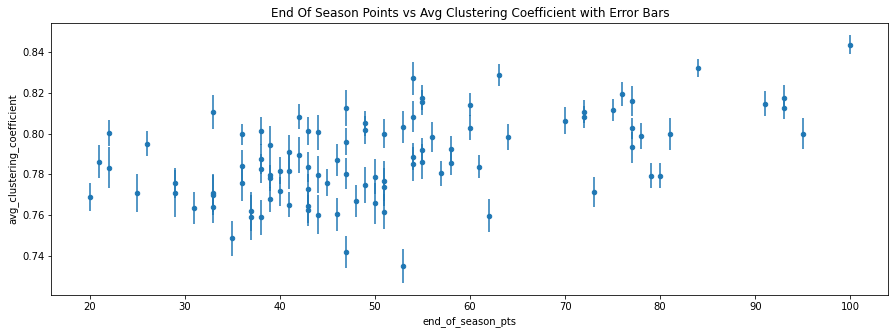 End Of Season Points vs Avg Clustering Coefficient with Error Bars
avg_clustering_coefficient
0.84
0.82
0.80
0.78
0.76
0.74
20 30 40 50 60 70 80 90 100
end_of_season_pts